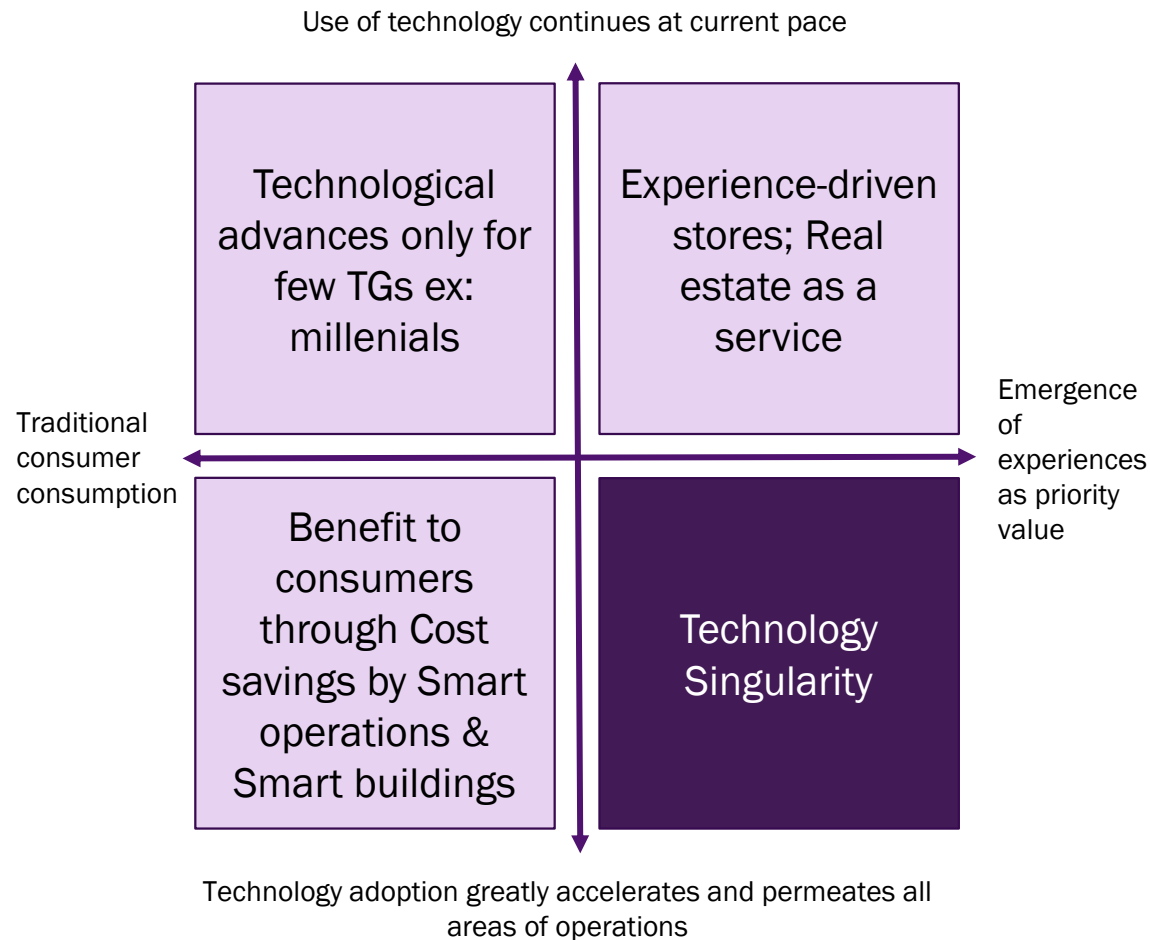 Use of technology continues at current pace
Technological
advances only for
few TGs ex:
millenials
Experience-driven
stores; Real
estate as a
service
Traditional
consumer
consumption
Emergence
of
experiences
as priority
value
Benefit to
consumers
through Cost
savings by Smart
operations &
Smart buildings
Technology
Singularity
Technology adoption greatly accelerates and permeates all
areas of operations